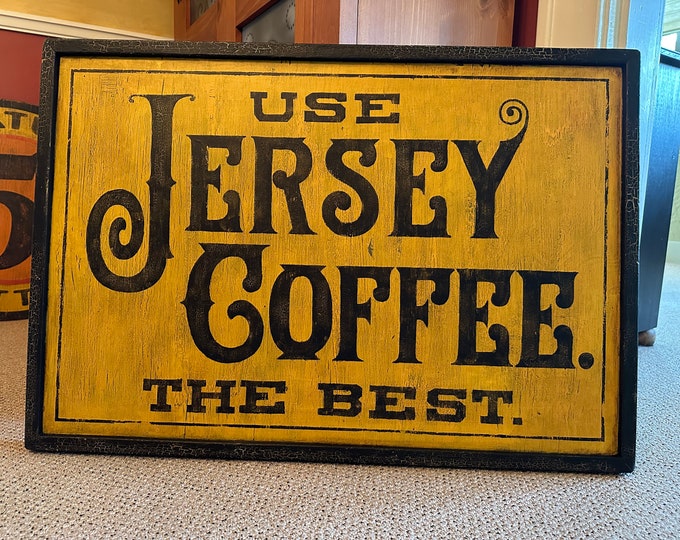 USE
JERSEY
COFFEE.
THE BEST.